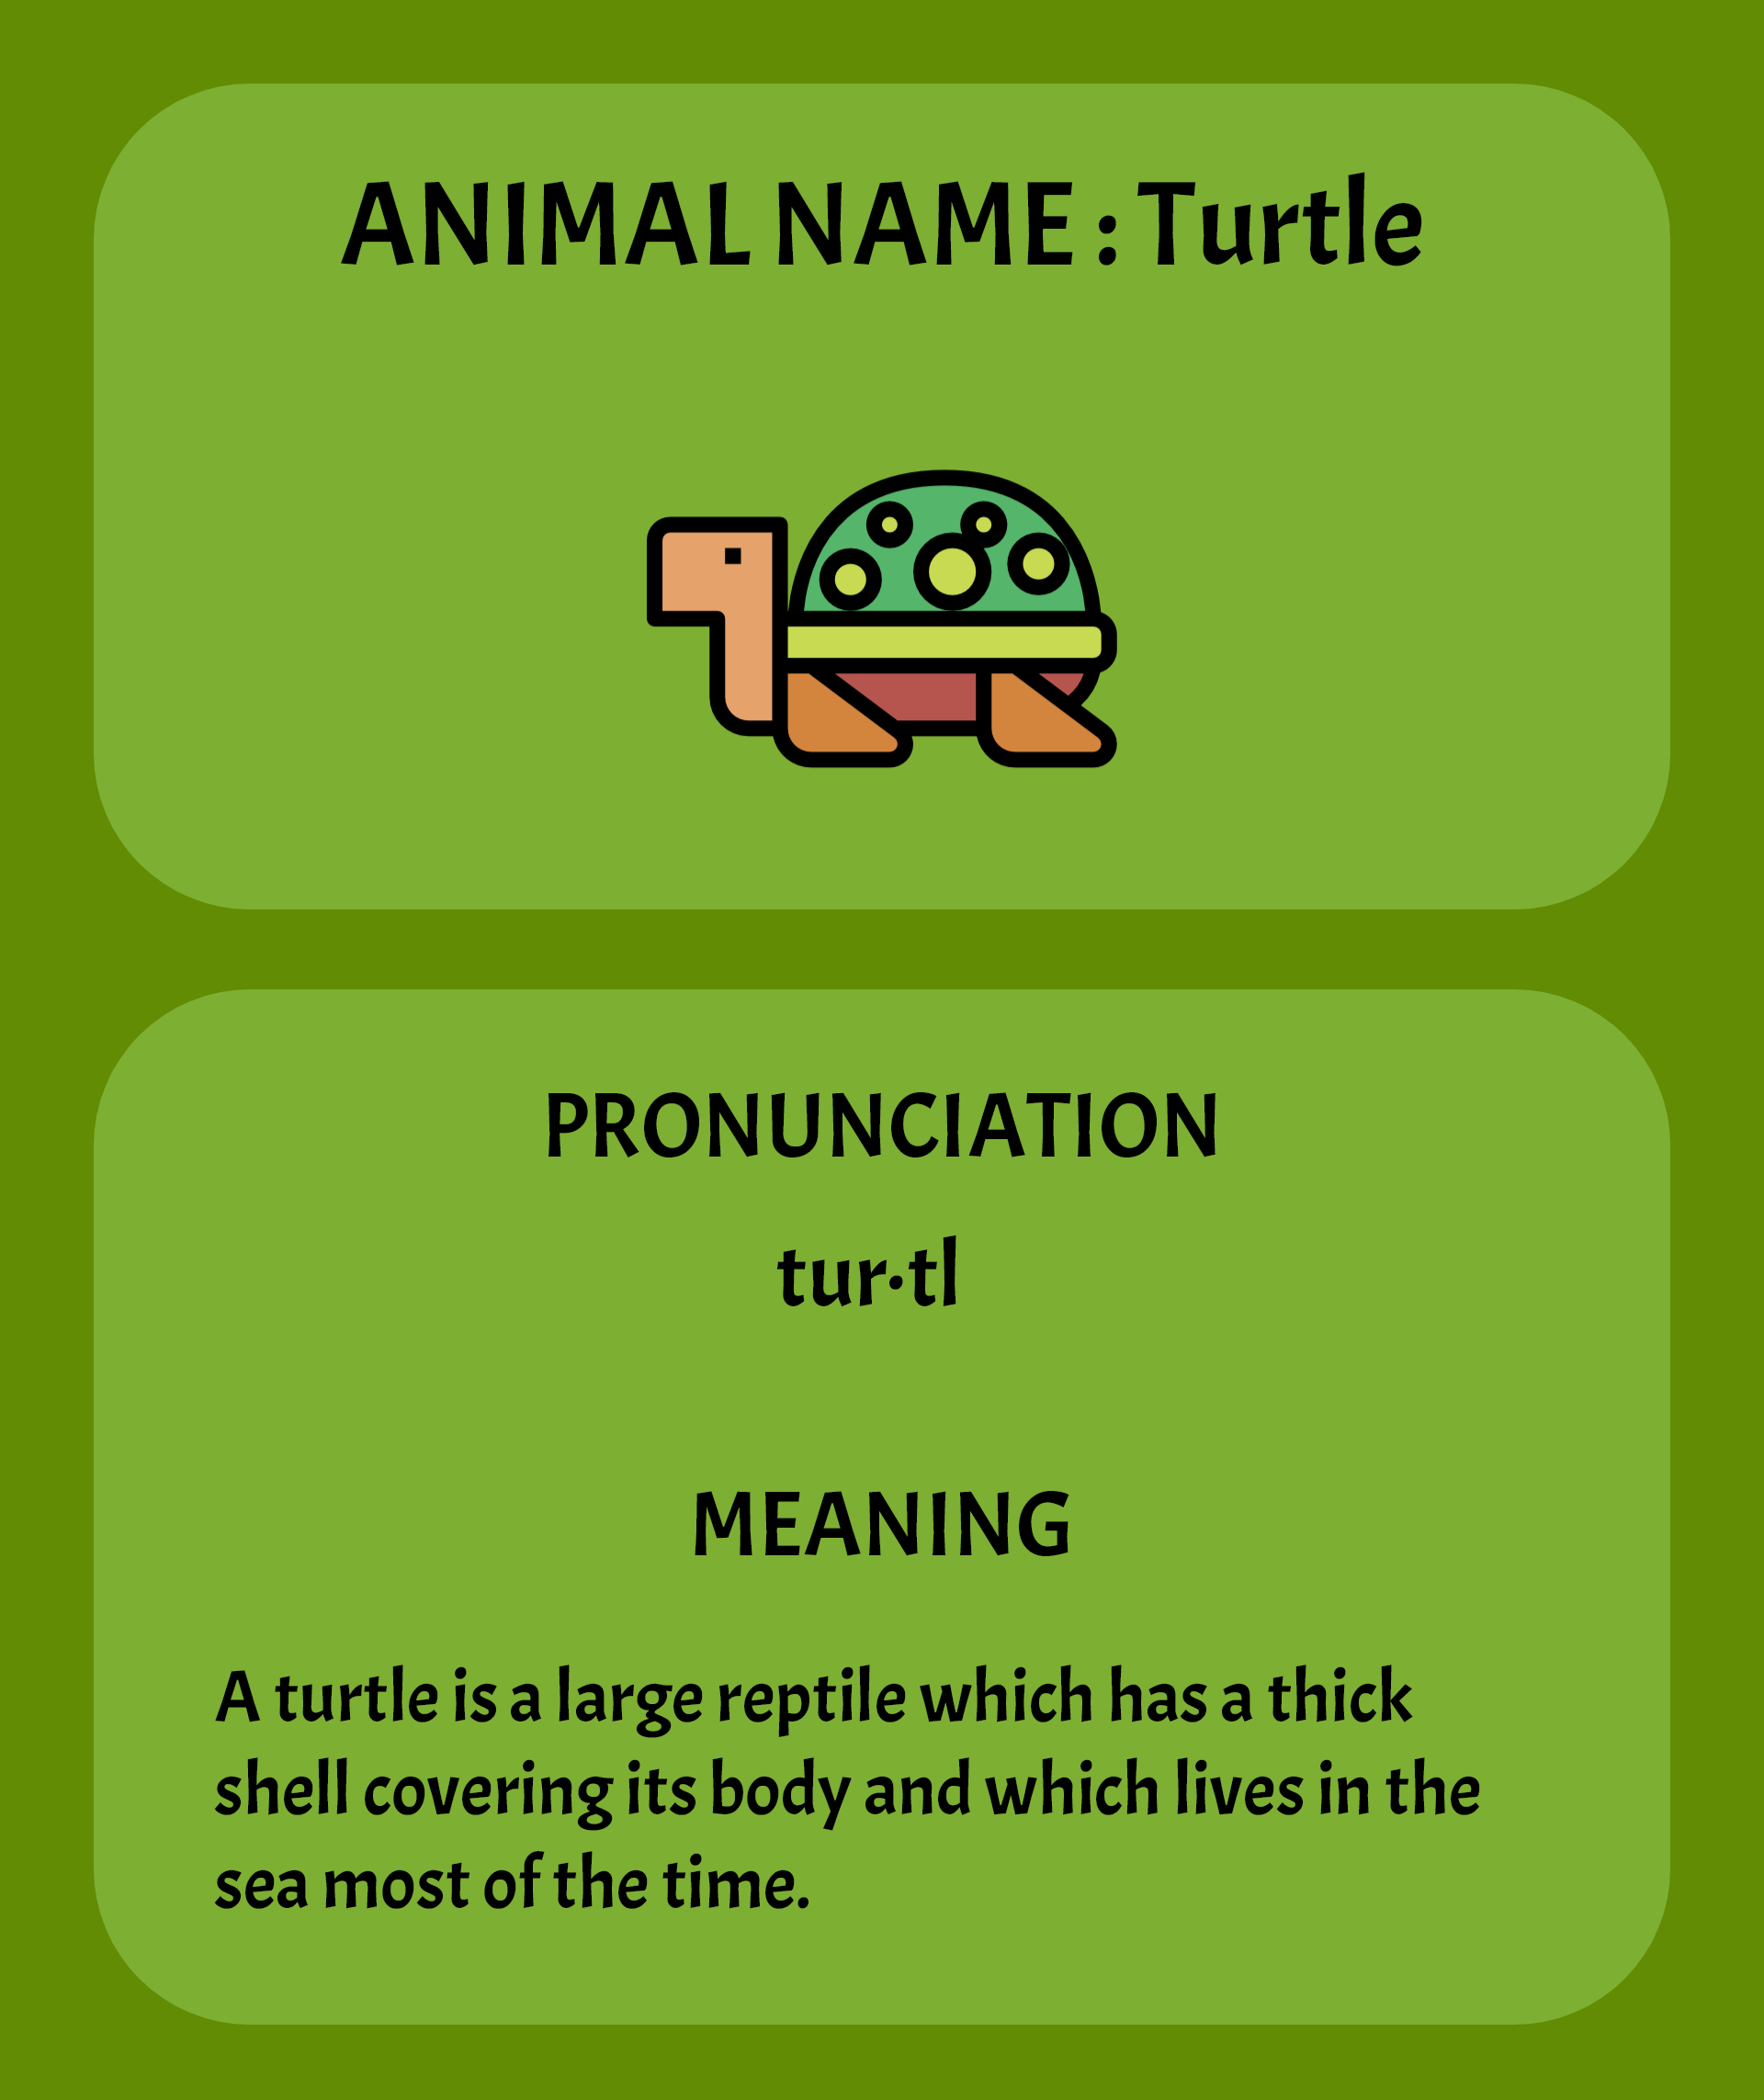 ANIMAL NAME: Turtle
PRONUNCIATION
tur·tl
MEANING
A turtle is a large reptile which has a thick
shell covering its body and which lives in the
sea most of the time.